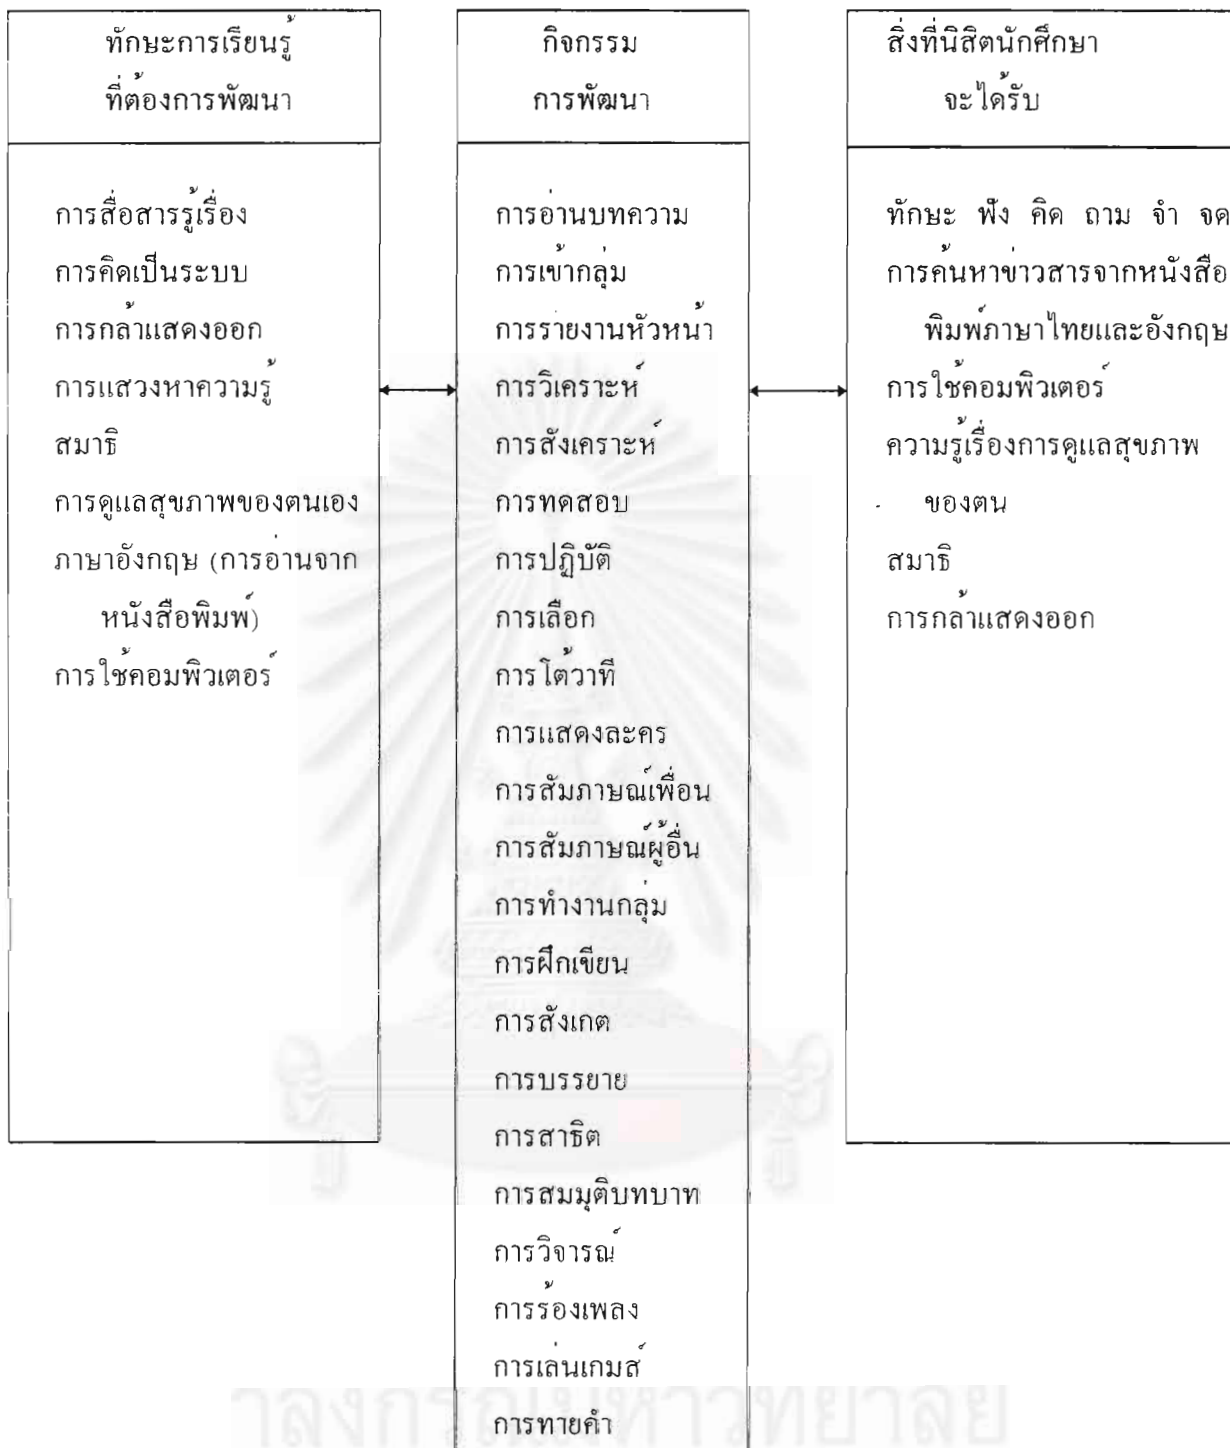 ทักษะการเรียนรู้
ที่ต้องการพัฒนา
การสื่อสารรู้เรื่อง
การคิดเป็นระบบ
การกล้าแสดงออก
การแสวงหาความรู้
สมาธิ
การดูแลสุขภาพของตนเอง
ภาษาอังกฤษ (การอ่านจาก
หนังสือพิมพ์)
การใช้คอมพิวเตอร์
กิจกรรม
การพัฒนา
การอ่านบทความ
การเข้ากลุ่ม
การรายงานหัวหน้า
การวิเคราะห์
การสังเคราะห์
การทดสอบ
การปฏิบัติ
การเลือก
การโต้วาที
การแสดงละคร
การสัมภาษณ์เพื่อน
การสัมภาษณ์ผู้อื่น
การทำงานกลุ่ม
การฝึกเขียน
การสังเกต
การบรรยาย
การสาธิต
การสมมุติบทบาท
การวิจารณ์
การร้องเพลง
การเล่นเกมส์
การทายคำ
สิ่งที่นิสิตนักศึกษา
จะได้รับ
ทักษะ ฟัง คิด ถาม จำ จด
การค้นหาข่าวสารจากหนังสือ
พิมพ์ภาษาไทยและอังกฤษ
การใช้คอมพิวเตอร์
ความรู้เรื่องการดูแลสุขภาพ
ของตน
สมาธิ
การกล้าแสดงออก
าลงกรณ์มหาวิทยาลัย